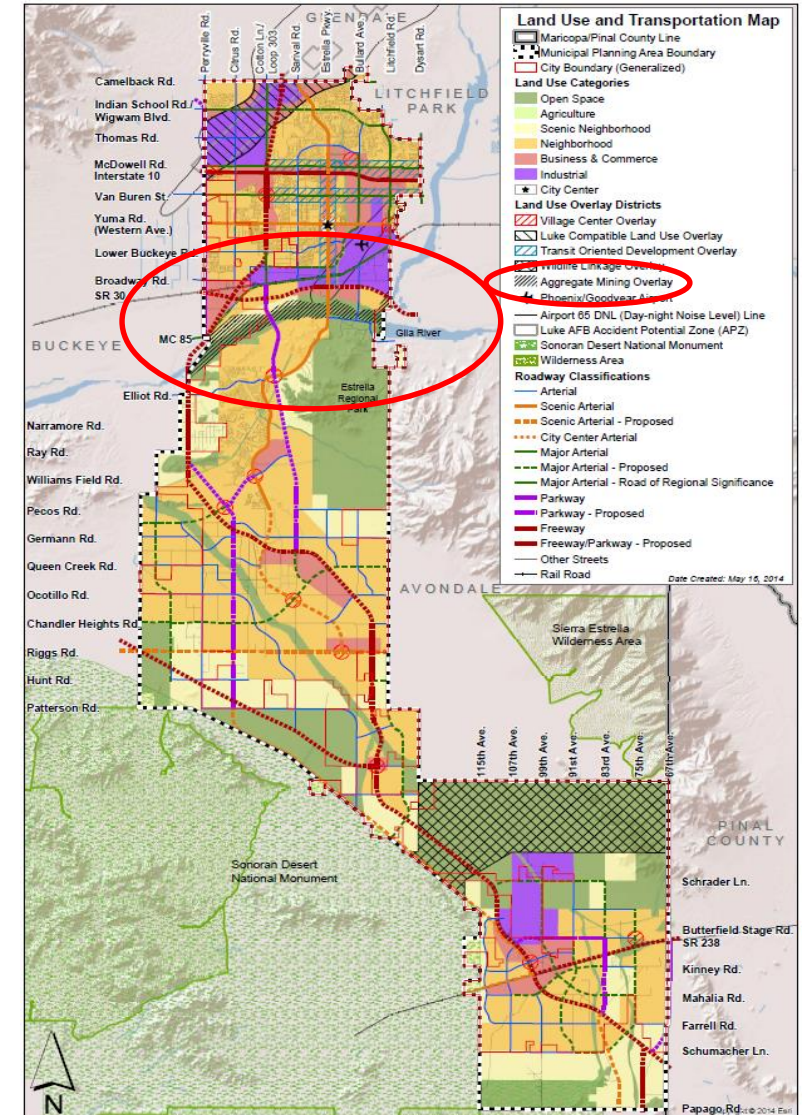 GLENDALE
Perryville Rd.
Citrus Rd.
Cotton Ln./
Loop 303
Sarival Rd.
Estrella Pkwy.
Bullard Ave.
Litchfield Rd.
Dysart Rd.
Land Use and Transportation Map
Maricopa/Pinal County Line
Municipal Planning Area Boundary
City Boundary (Generalized)
Land Use Categories
Open Space
Agriculture
Scenic Neighborhood
Neighborhood
Business & Commerce
Industrial
City Center
Land Use Overlay Districts
Village Center Overlay
Luke Compatible Land Use Overlay
Transit Oriented Development Overlay
Wildlife Linkage Overlay
Aggregate Mining Overlay
Phoenix/Goodyear Airport
Airport 65 DNL (Day-night Noise Level) Line
Luke AFB Accident Potential Zone (APZ)
Sonoran Desert National Monument
Wilderness Area
Roadway Classifications
Arterial
Scenic Arterial
Scenic Arterial - Proposed
City Center Arterial
Major Arterial
Major Arterial - Proposed
Major Arterial - Road of Regional Significance
Parkway
Parkway - Proposed
Freeway
Freeway/Parkway - Proposed
Other Streets
Rail Road
Date Created: May 16, 2014
Camelback Rd.
Indian School Rd./
Wigwam Blvd.
Thomas Rd.
McDowell Rd.
Interstate 10
Van Buren St.
Yuma Rd.
(Western Ave.)
Lower Buckeye Rd.
Broadway Rd.
SR 30
MC 85
LITCHFIELD
PARK
BUCKEYE
Gila River
Estrella
Regional
Park
Elliot Rd.
Narramore Rd.
Ray Rd.
Williams Field Rd.
Pecos Rd.
Germann Rd.
Queen Creek Rd.
Ocotillo Rd.
Chandler Heights Rd.
Riggs Rd.
Hunt Rd.
Patterson Rd.
AVONDALE
Sierra Estrella
Wilderness Area
115th Ave.
107th Ave.
99th Ave.
91st Ave.
83rd Ave.
75th Ave.
67th Ave.
PINAL
COUNTY
Sonoran Desert
National Monument
Schrader Ln.
Butterfield Stage Rd.
SR 238
Kinney Rd.
Mahalia Rd.
Farrell Rd.
Schumacher Ln.
Papago Rd.
© 2014 Esri
N